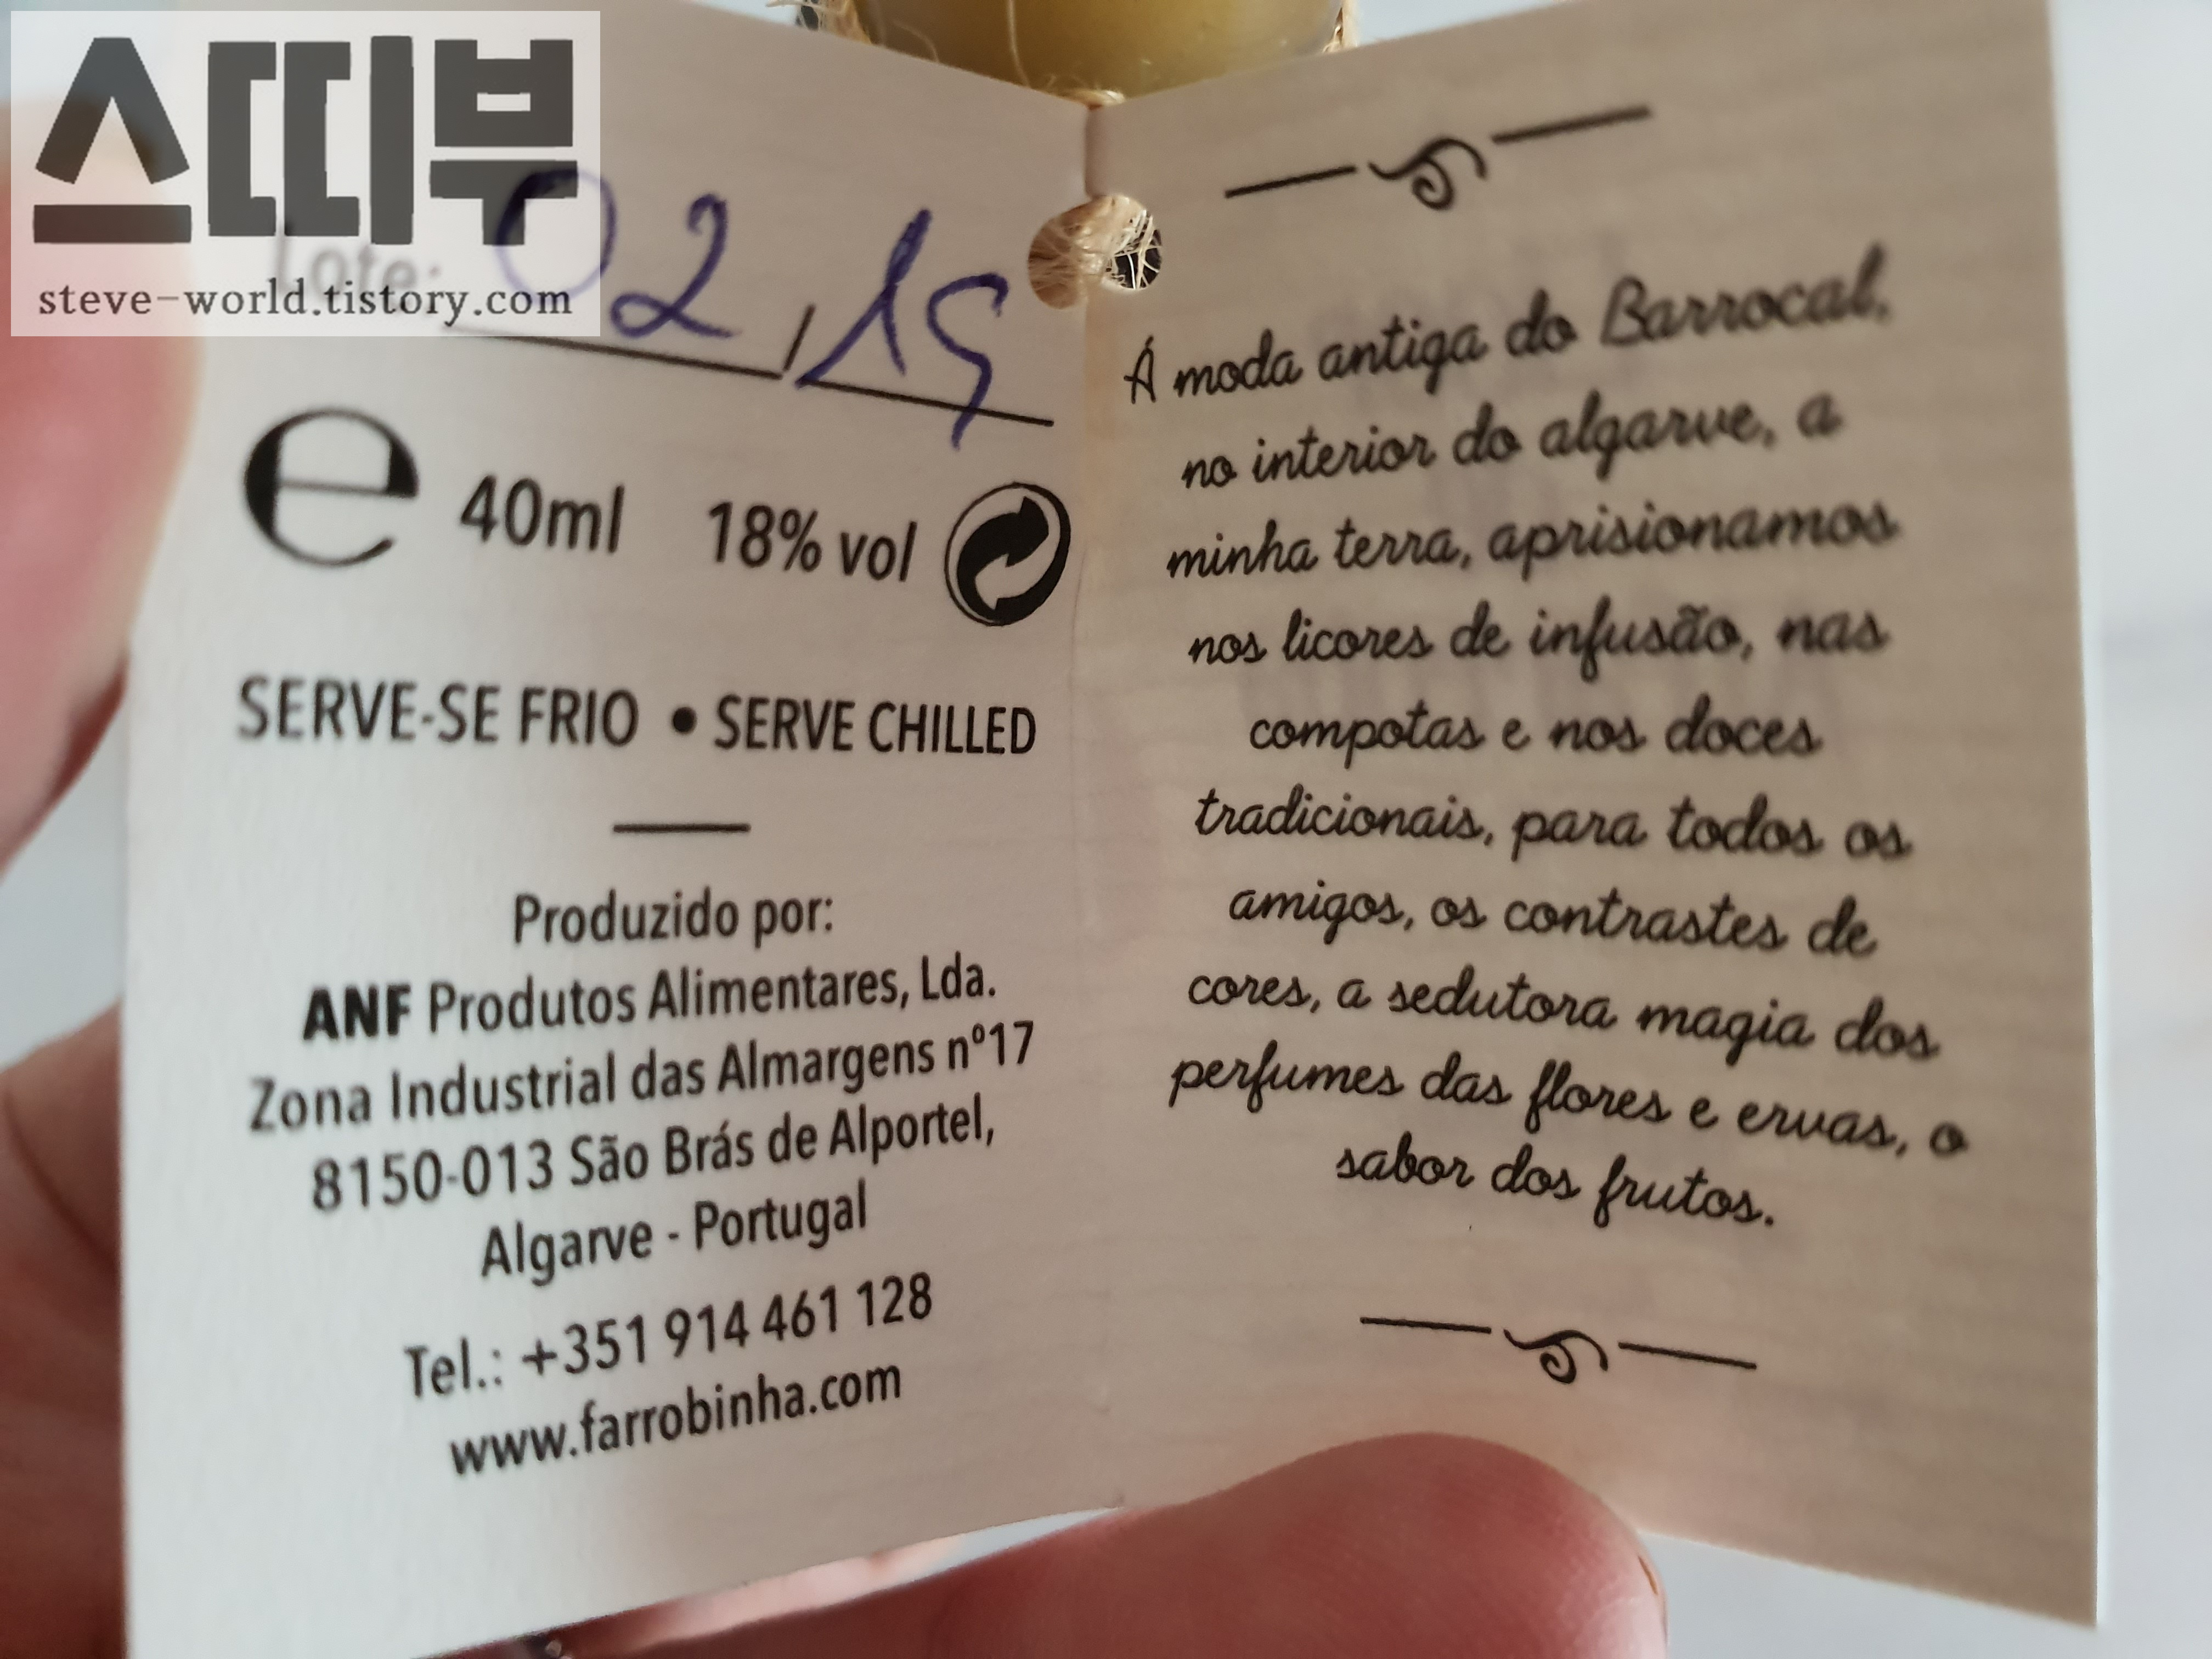 스띠부
steve-world.tistory.com
Lote: 02/19
e 40ml 18% vol
SERVE-SE FRIO • SERVE CHILLED
Produzido por:
ANF Produtos Alimentares, Lda.
Zona Industrial das Almargens nº17
8150-013 São Brás de Alportel,
Algarve - Portugal
Tel.: +351 914 461 128
www.farrobinha.com
Á moda antiga do Barrocal,
no interior do algarve, a
minha terra, aprisionamos
nos licores de infusão, nas
compotas e nos doces
tradicionais, para todos os
amigos, os contrastes de
cores, a sedutora magia dos
perfumes das flores e ervas, o
sabor dos frutos.